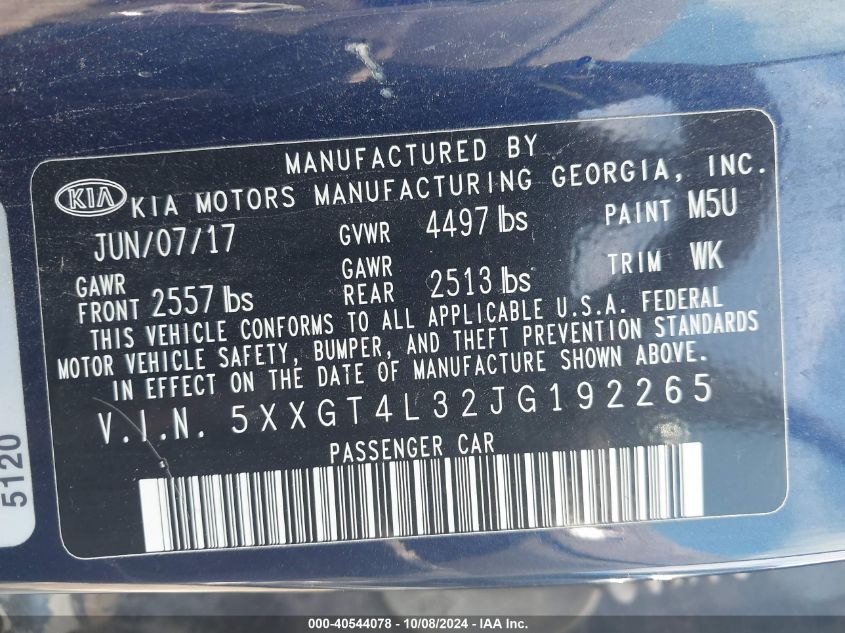 MANUFACTURED BY
KIA KIA MOTORS MANUFACTURING GEORGIA, INC.
JUN/07/17 GVWR 4497 lbs PAINT M5U
GAWR FRONT 2557 lbs GAWR REAR 2513 lbs TRIM WK
THIS VEHICLE CONFORMS TO ALL APPLICABLE U.S.A. FEDERAL
MOTOR VEHICLE SAFETY, BUMPER, AND THEFT PREVENTION STANDARDS
IN EFFECT ON THE DATE OF MANUFACTURE SHOWN ABOVE.
V.I.N. 5XXGT4L32JG192265
PASSENGER CAR
5120
000-40544078 - 10/08/2024 - IAA Inc.